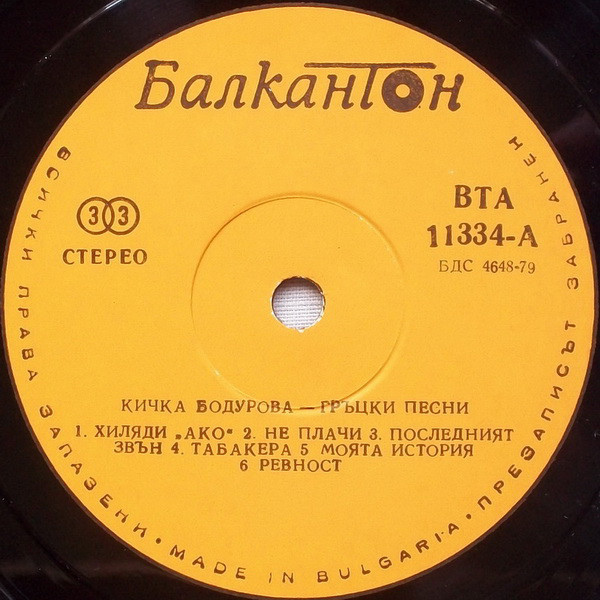 Балкантон
33
СТЕРЕО
ВТА
11334-А
БДС 4648-79
КИЧКА БОДУРОВА — ГРЪЦКИ ПЕСНИ
1. ХИЛЯДИ „АКО“ 2. НЕ ПЛАЧИ 3. ПОСЛЕДНИЯТ
ЗВЪН 4. ТАБАКЕРА 5 МОЯТА ИСТОРИЯ
6 РЕВНОСТ
ВСИЧКИ ПРАВА ЗАПАЗЕНИ • MADE IN BULGARIA • ПРЕЗАПИСЪТ ЗАБРАНЕН